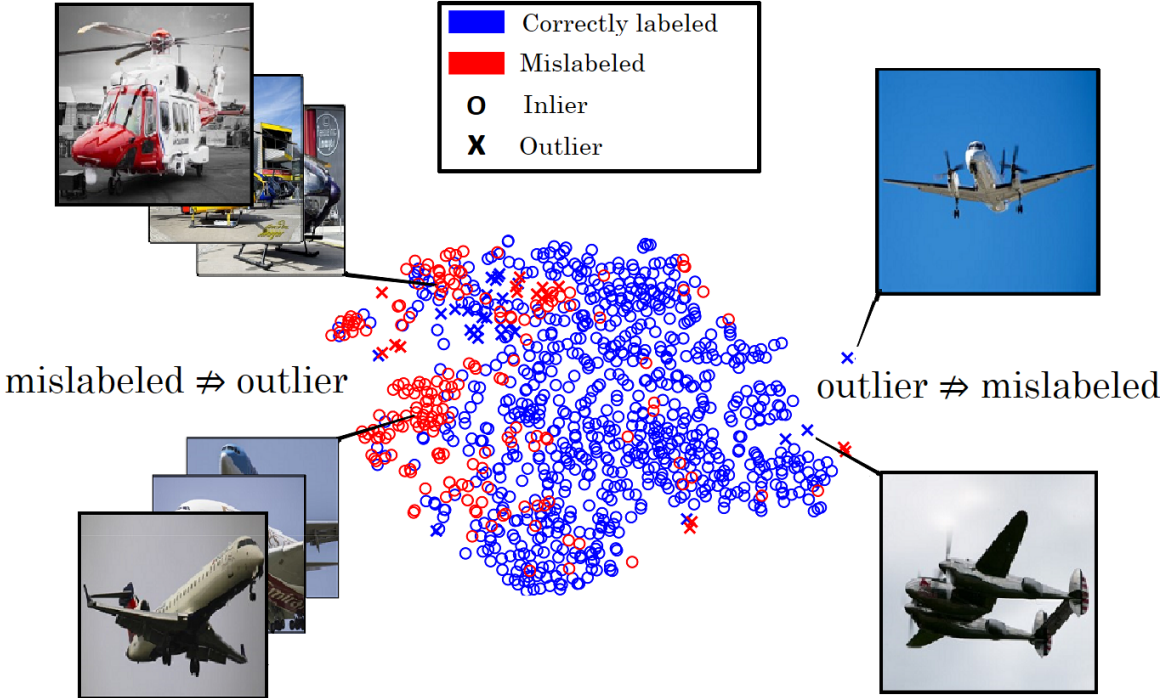 Correctly labeled
Mislabeled
O Inlier
X Outlier
mislabeled ⇏ outlier
outlier ⇏ mislabeled